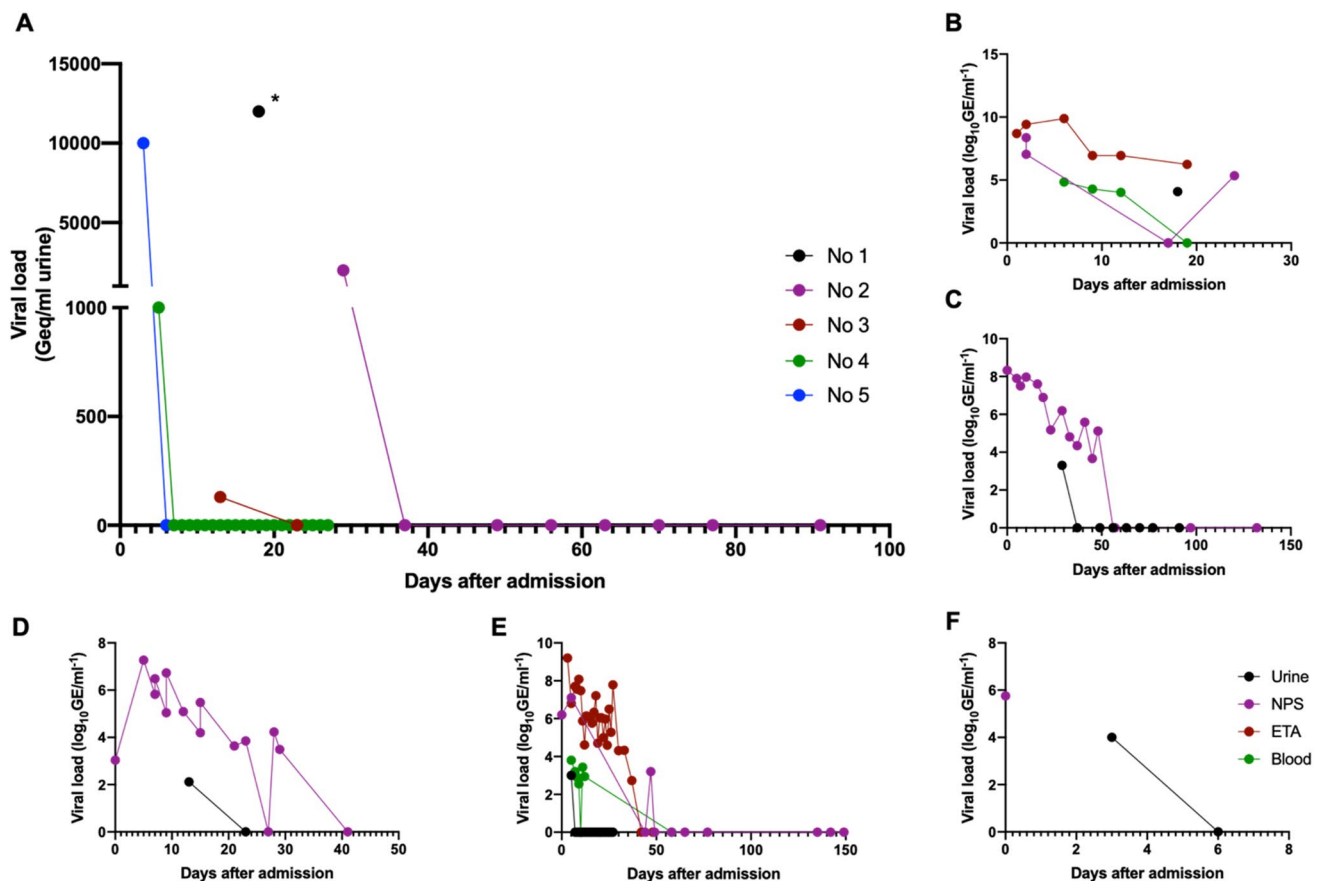 A
Viral load
(Geq/ml urine)
15000
10000
5000
1000
500
0
*
0 20 40 60 80 100
Days after admission
No 1
No 2
No 3
No 4
No 5
B
Viral load (log10GE/ml-1)
15
10
5
0
0 10 20 30
Days after admission
C
Viral load (log10GE/ml-1)
10
8
6
4
2
0
0 50 100 150
Days after admission
D
Viral load (log10GE/ml-1)
8
6
4
2
0
0 10 20 30 40 50
Days after admission
E
Viral load (log10GE/ml-1)
10
8
6
4
2
0
0 50 100 150
Days after admission
F
Viral load (log10GE/ml-1)
8
6
4
2
0
0 2 4 6 8
Days after admission
Urine
NPS
ETA
Blood